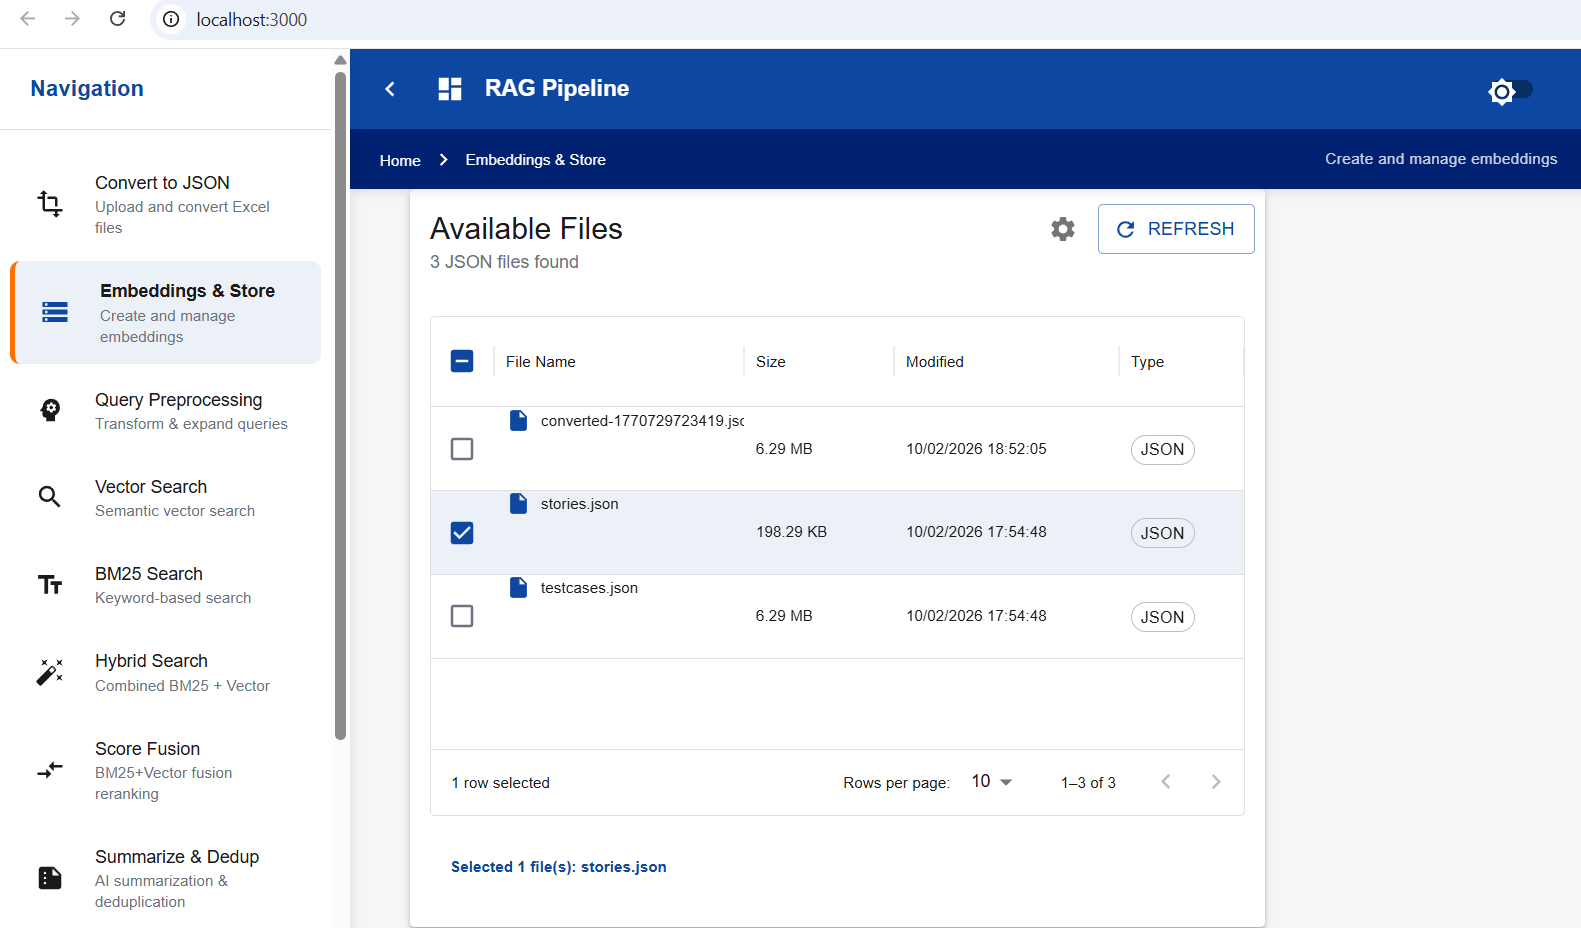 localhost:3000
Navigation
RAG Pipeline
Home
Embeddings & Store
Create and manage embeddings
Convert to JSON
Upload and convert Excel
files
Embeddings & Store
Create and manage
embeddings
Query Preprocessing
Transform & expand queries
Vector Search
Semantic vector search
BM25 Search
Keyword-based search
Hybrid Search
Combined BM25 + Vector
Score Fusion
BM25+Vector fusion
reranking
Summarize & Dedup
AI summarization &
deduplication
Available Files
3 JSON files found
REFRESH
File Name Size Modified Type
converted-1770729723419.jso
6.29 MB 10/02/2026 18:52:05 JSON
stories.json
198.29 KB 10/02/2026 17:54:48 JSON
testcases.json
6.29 MB 10/02/2026 17:54:48 JSON
1 row selected Rows per page: 10 1–3 of 3
Selected 1 file(s): stories.json